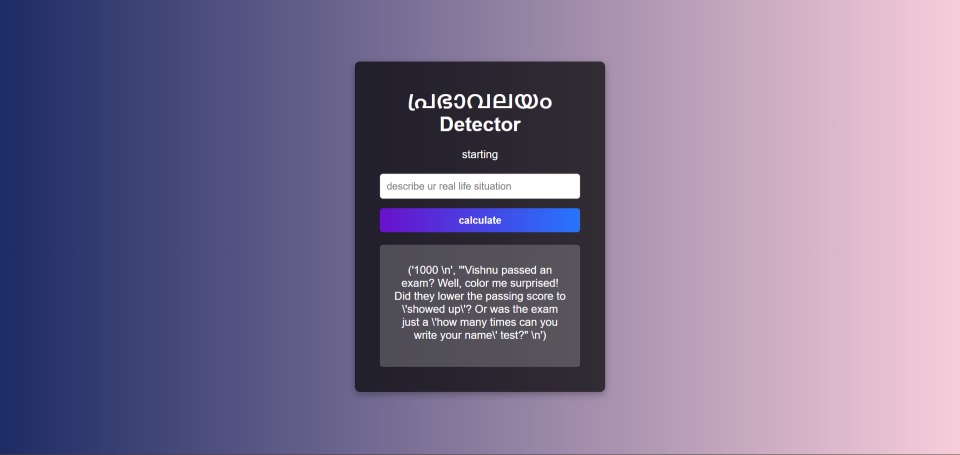 പ്രഭാവലയം
Detector
starting
describe ur real life situation
calculate
('1000 \n', '"Vishnu passed an
exam? Well, color me surprised!
Did they lower the passing score to
\'showed up\'? Or was the exam
just a \'how many times can you
write your name\' test?" \n')